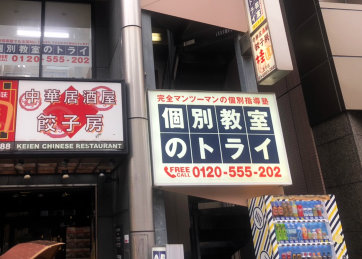 個別教室のトライ
0120-555-202
中華居酒屋
餃子房
88 KEIEN CHINESE RESTAURANT
完全マンツーマンの個別指導塾
個別教室
のトライ
FREE
CALL 0120-555-202